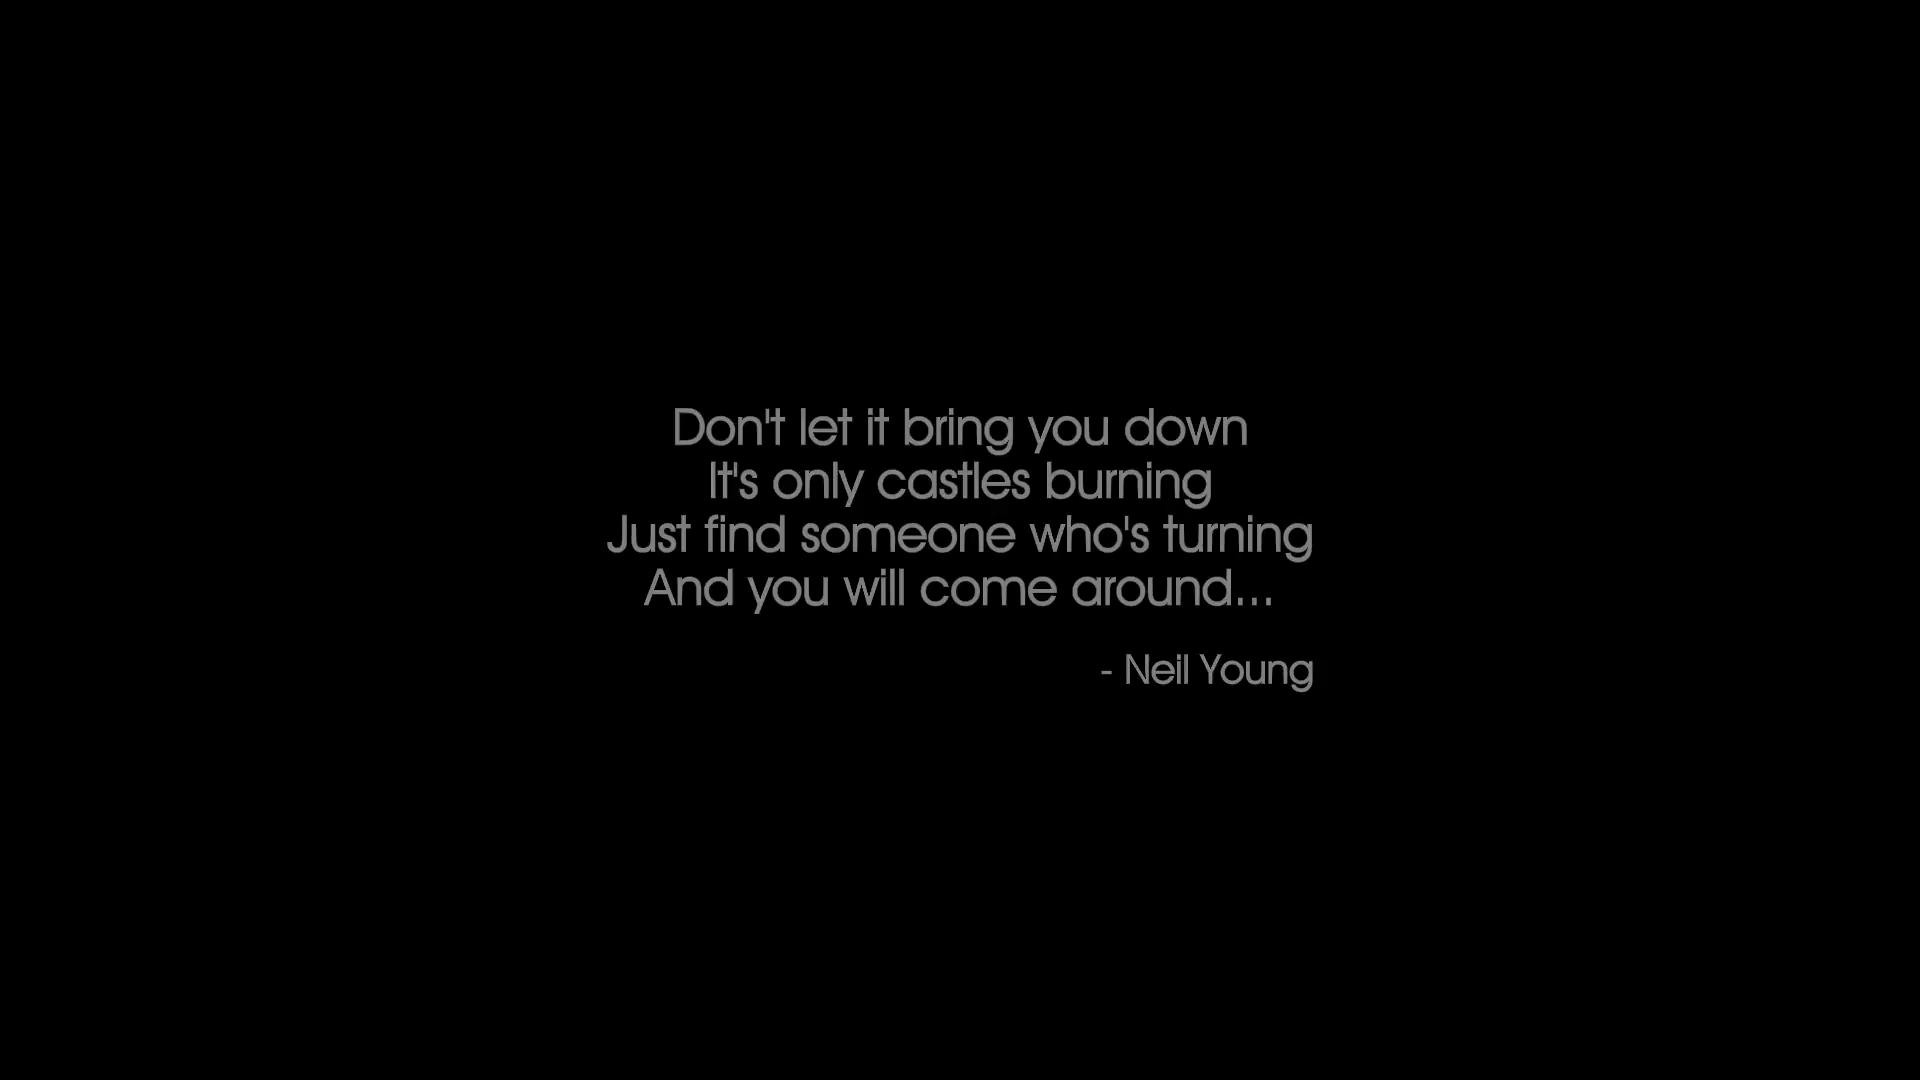 Don't let it bring you down
It's only castles burning
Just find someone who's turning
And you will come around...
- Neil Young